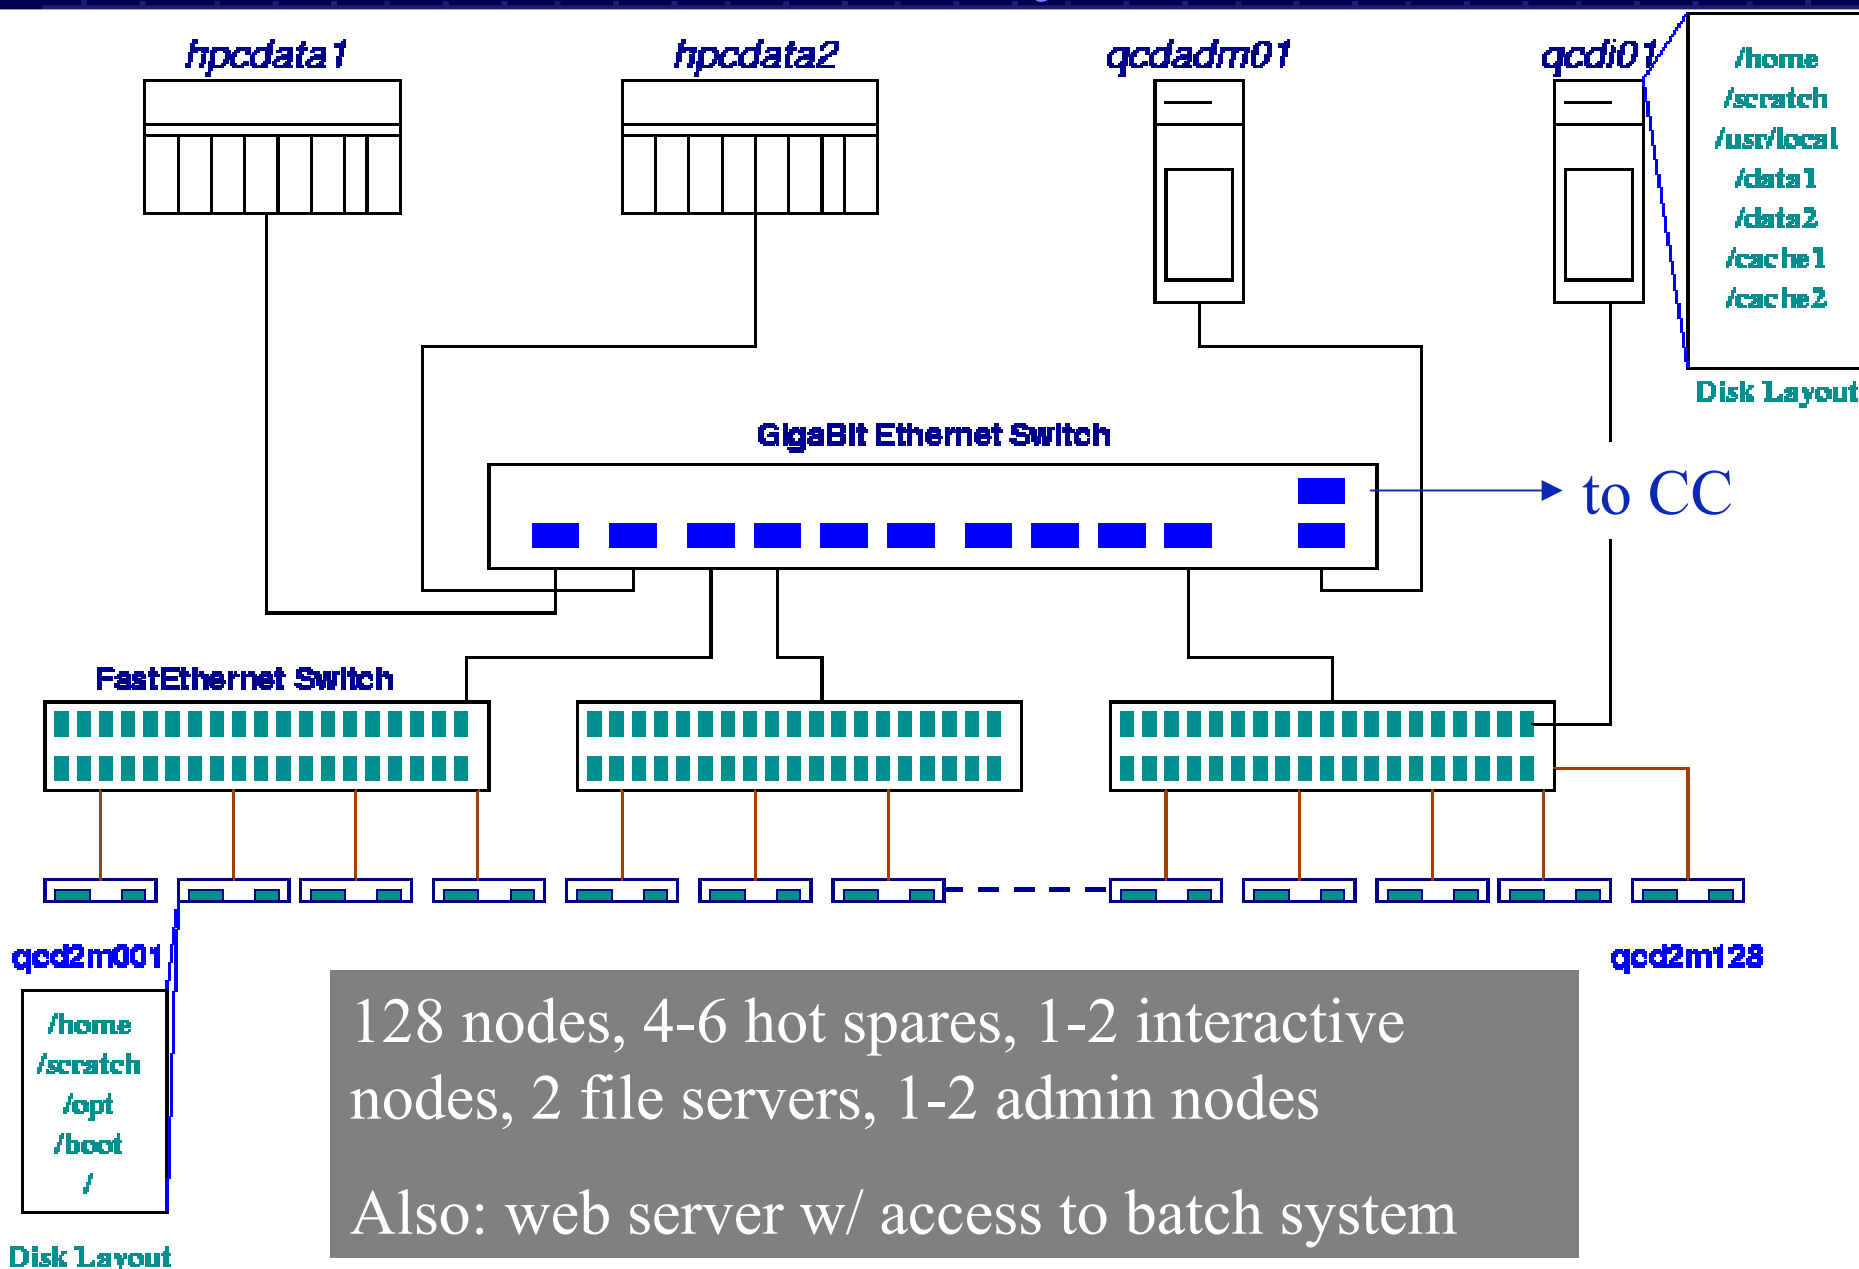 hpcdata1
hpcdata2
qcdadm01
qcdi01
/home
/scratch
/usr/local
/data1
/data2
/cache1
/cache2
Disk Layout
GigaBit Ethernet Switch
to CC
FastEthernet Switch
qcd2m001
qcd2m128
/home
/scratch
/opt
/boot
/
Disk Layout
128 nodes, 4-6 hot spares, 1-2 interactive
nodes, 2 file servers, 1-2 admin nodes
Also: web server w/ access to batch system